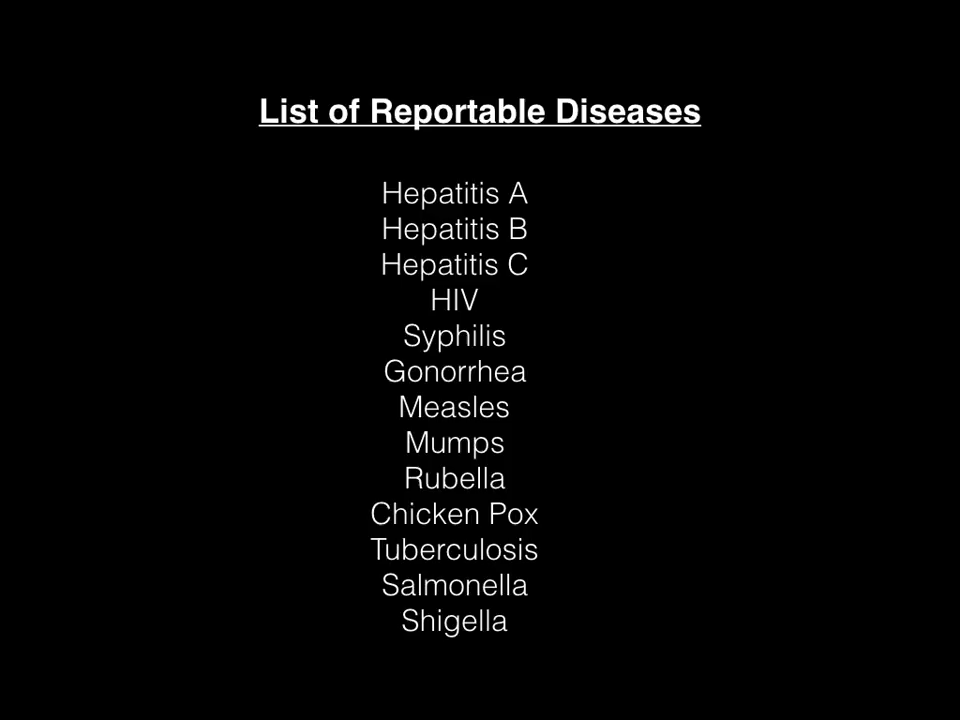 List of Reportable Diseases
Hepatitis A
Hepatitis B
Hepatitis C
HIV
Syphilis
Gonorrhea
Measles
Mumps
Rubella
Chicken Pox
Tuberculosis
Salmonella
Shigella